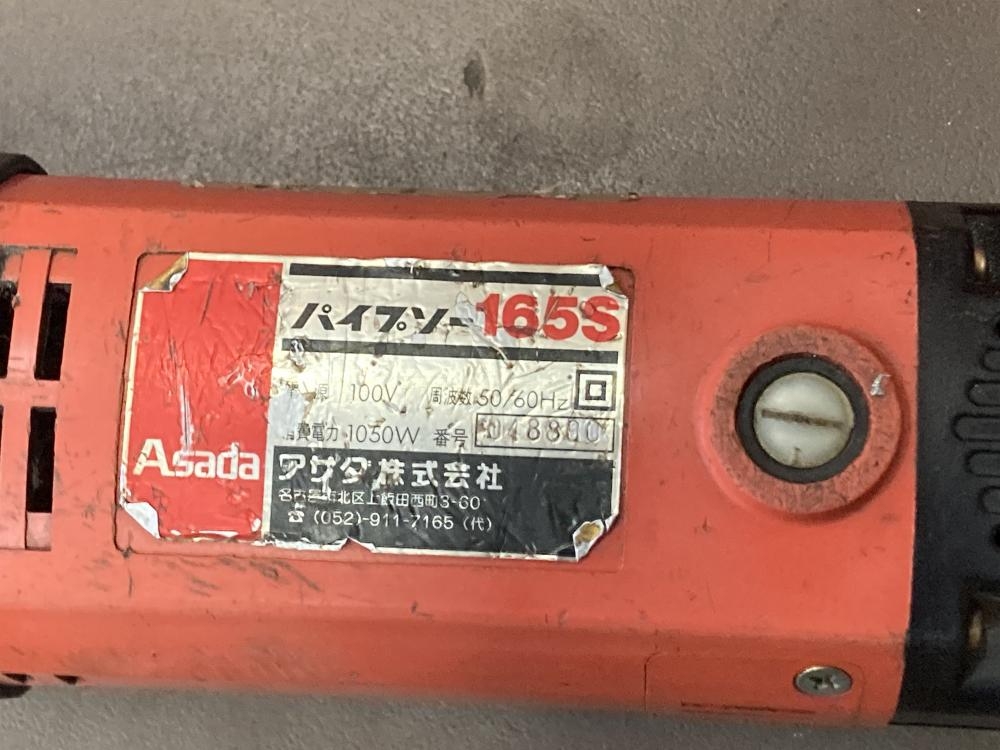 パイプソー165S
電源 100V 周波数 50/60Hz
消費電力 1050W 番号 048800
Asada アサダ株式会社
名古屋市北区上飯田西町3-60
☎ (052)-911-7165 (代)